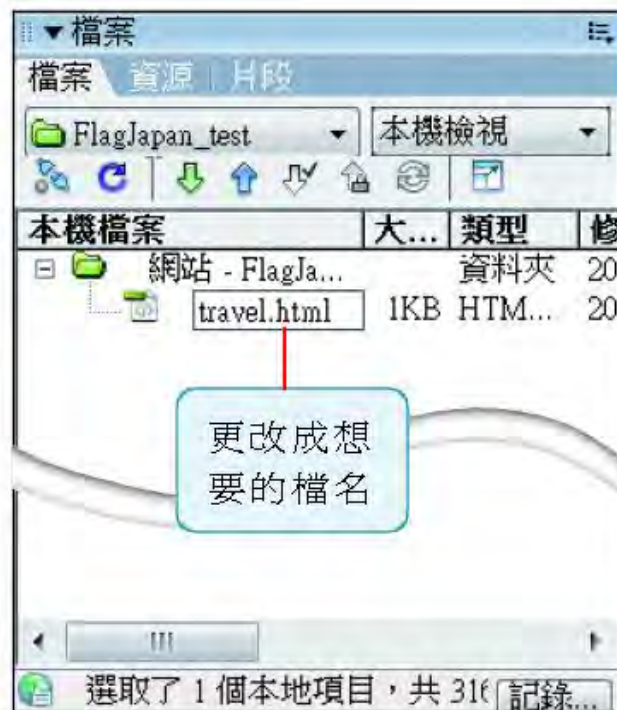 ▼檔案
檔案 資源 片段
FlagJapan_test 本機檢視
本機檔案 大... 類型 修
網站 - FlagJa... 資料夾 20
travel.html 1KB HTM... 20
更改成想
要的檔名
選取了 1 個本地項目，共 316 記錄...